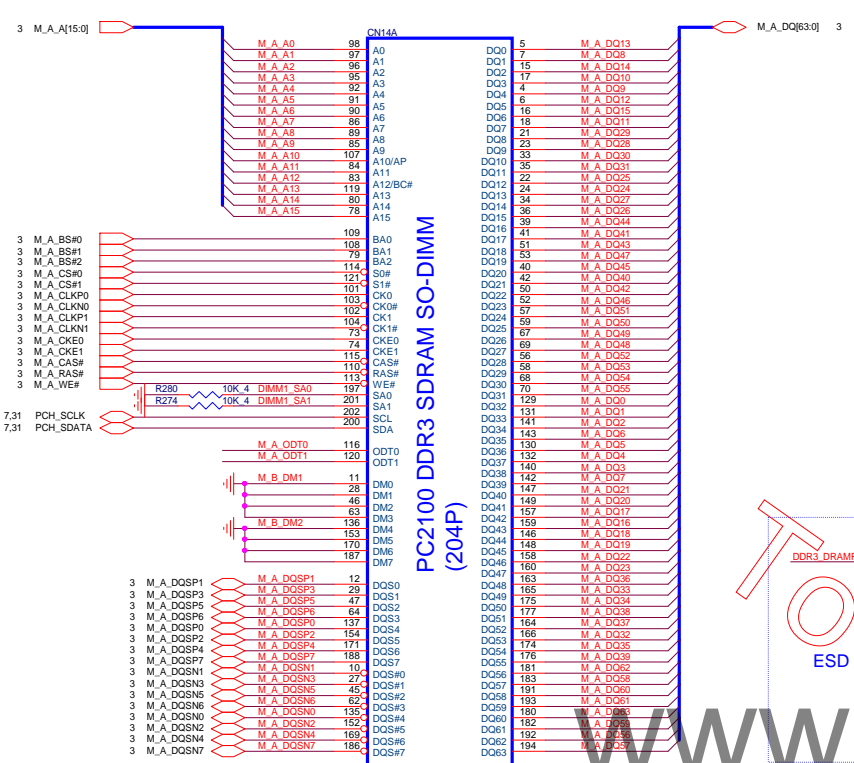 3 M_A_A[15:0]
CN14A
M_A_DQ[63:0] 3
M_A_A0 98 A0
M_A_A1 97 A1
M_A_A2 96 A2
M_A_A3 95 A3
M_A_A4 92 A4
M_A_A5 91 A5
M_A_A6 90 A6
M_A_A7 86 A7
M_A_A8 89 A8
M_A_A9 85 A9
M_A_A10 107 A10/AP
M_A_A11 84 A11
M_A_A12 83 A12/BC#
M_A_A13 119 A13
M_A_A14 80 A14
M_A_A15 78 A15
3 M_A_BS#0 109 BA0
3 M_A_BS#1 108 BA1
3 M_A_BS#2 79 BA2
3 M_A_CS#0 114 S0#
3 M_A_CS#1 121 S1#
3 M_A_CLKP0 101 CK0
3 M_A_CLKN0 103 CK0#
3 M_A_CLKP1 102 CK1
3 M_A_CLKN1 104 CK1#
3 M_A_CKE0 73 CKE0
3 M_A_CKE1 74 CKE1
3 M_A_CAS# 115 CAS#
3 M_A_RAS# 110 RAS#
3 M_A_WE# 113 WE#
R280 10K_4 DIMM1_SA0 197 SA0
R274 10K_4 DIMM1_SA1 201 SA1
7,31 PCH_SCLK 202 SCL
7,31 PCH_SDATA 200 SDA
M_A_ODT0 116 ODT0
M_A_ODT1 120 ODT1
M_B_DM1 11 DM0
28 DM1
46 DM2
63 DM3
M_B_DM2 136 DM4
153 DM5
170 DM6
187 DM7
3 M_A_DQSP1 M_A_DQSP1 12 DQS0
3 M_A_DQSP3 M_A_DQSP3 29 DQS1
3 M_A_DQSP5 M_A_DQSP5 47 DQS2
3 M_A_DQSP6 M_A_DQSP6 64 DQS3
3 M_A_DQSP0 M_A_DQSP0 137 DQS4
3 M_A_DQSP2 M_A_DQSP2 154 DQS5
3 M_A_DQSP4 M_A_DQSP4 171 DQS6
3 M_A_DQSP7 M_A_DQSP7 188 DQS7
3 M_A_DQSN1 M_A_DQSN1 10 DQS#0
3 M_A_DQSN3 M_A_DQSN3 27 DQS#1
3 M_A_DQSN5 M_A_DQSN5 45 DQS#2
3 M_A_DQSN6 M_A_DQSN6 62 DQS#3
3 M_A_DQSN0 M_A_DQSN0 135 DQS#4
3 M_A_DQSN2 M_A_DQSN2 152 DQS#5
3 M_A_DQSN4 M_A_DQSN4 169 DQS#6
3 M_A_DQSN7 M_A_DQSN7 186 DQS#7
PC2100 DDR3 SDRAM SO-DIMM
(204P)
DQ0 5 M_A_DQ13
DQ1 7 M_A_DQ8
DQ2 15 M_A_DQ14
DQ3 17 M_A_DQ10
DQ4 4 M_A_DQ9
DQ5 6 M_A_DQ12
DQ6 16 M_A_DQ15
DQ7 18 M_A_DQ11
DQ8 21 M_A_DQ29
DQ9 23 M_A_DQ28
DQ10 33 M_A_DQ30
DQ11 35 M_A_DQ31
DQ12 22 M_A_DQ25
DQ13 24 M_A_DQ24
DQ14 34 M_A_DQ27
DQ15 36 M_A_DQ26
DQ16 39 M_A_DQ44
DQ17 41 M_A_DQ41
DQ18 51 M_A_DQ43
DQ19 53 M_A_DQ47
DQ20 40 M_A_DQ45
DQ21 42 M_A_DQ40
DQ22 50 M_A_DQ42
DQ23 52 M_A_DQ46
DQ24 57 M_A_DQ51
DQ25 59 M_A_DQ50
DQ26 67 M_A_DQ49
DQ27 69 M_A_DQ48
DQ28 56 M_A_DQ52
DQ29 58 M_A_DQ53
DQ30 68 M_A_DQ54
DQ31 70 M_A_DQ55
DQ32 129 M_A_DQ0
DQ33 131 M_A_DQ1
DQ34 141 M_A_DQ2
DQ35 143 M_A_DQ6
DQ36 130 M_A_DQ5
DQ37 132 M_A_DQ4
DQ38 140 M_A_DQ3
DQ39 142 M_A_DQ7
DQ40 147 M_A_DQ21
DQ41 149 M_A_DQ20
DQ42 157 M_A_DQ17
DQ43 159 M_A_DQ16
DQ44 146 M_A_DQ18
DQ45 148 M_A_DQ19
DQ46 158 M_A_DQ22
DQ47 160 M_A_DQ23
DQ48 163 M_A_DQ36
DQ49 165 M_A_DQ33
DQ50 175 M_A_DQ34
DQ51 177 M_A_DQ38
DQ52 164 M_A_DQ37
DQ53 166 M_A_DQ32
DQ54 174 M_A_DQ35
DQ55 176 M_A_DQ39
DQ56 181 M_A_DQ62
DQ57 183 M_A_DQ58
DQ58 191 M_A_DQ60
DQ59 193 M_A_DQ61
DQ60 180 M_A_DQ63
DQ61 182 M_A_DQ59
DQ62 192 M_A_DQ56
DQ63 194 M_A_DQ57
TO
ESD
WWW